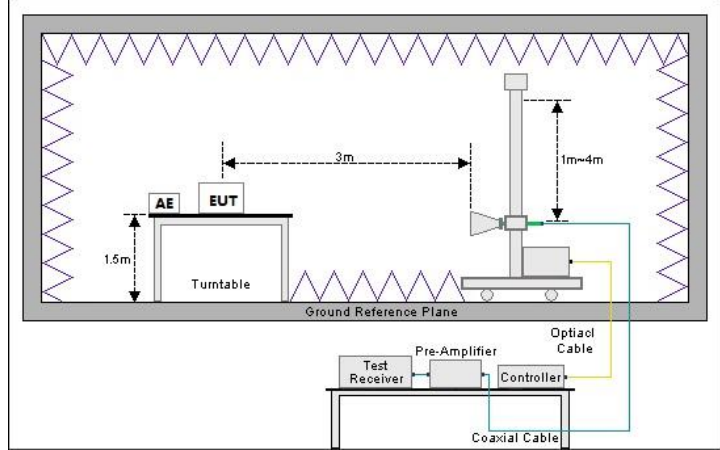 3m
1m~4m
AE
EUT
1.5m
Turntable
Ground Reference Plane
Optiacl
Cable
Pre-Amplifier
Test
Receiver
Controller
Coaxial Cable